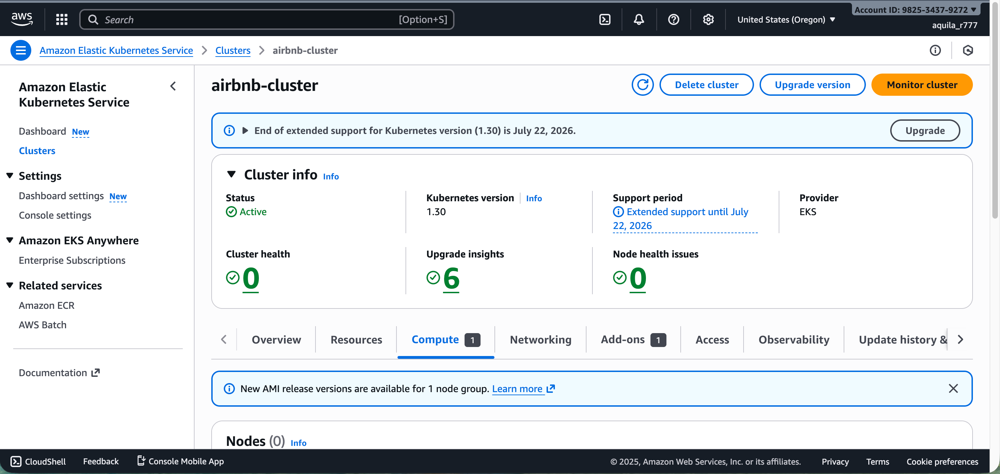 aws
Search
[Option+S]
United States (Oregon)
Account ID: 9825-3437-9272
aquila_r777
Amazon Elastic Kubernetes Service
Clusters
airbnb-cluster
Amazon Elastic
Kubernetes Service
Dashboard New
Clusters
Settings
Dashboard settings New
Console settings
Amazon EKS Anywhere
Enterprise Subscriptions
Related services
Amazon ECR
AWS Batch
Documentation
airbnb-cluster
Delete cluster
Upgrade version
Monitor cluster
End of extended support for Kubernetes version (1.30) is July 22, 2026.
Upgrade
Cluster info Info
Status
Active
Kubernetes version Info
1.30
Support period
Extended support until July
22, 2026
Provider
EKS
Cluster health
0
Upgrade insights
6
Node health issues
0
Overview
Resources
Compute 1
Networking
Add-ons 1
Access
Observability
Update history &
New AMI release versions are available for 1 node group. Learn more
Nodes (0) Info
CloudShell
Feedback
Console Mobile App
© 2025, Amazon Web Services, Inc. or its affiliates.
Privacy
Terms
Cookie preferences